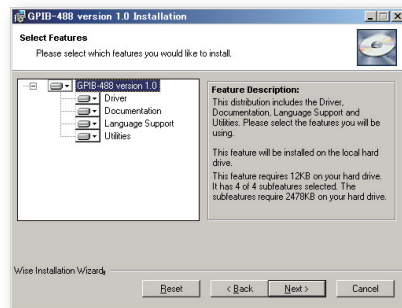 GPIB-488 version 1.0 Installation
Select Features
Please select which features you would like to install.
GPIB-488 version 1.0
Driver
Documentation
Language Support
Utilities
Feature Description:
This distribution includes the Driver,
Documentation, Language Support and
Utilities. Please select the features you will be
using.
This feature will be installed on the local hard
drive.
This feature requires 12KB on your hard drive.
It has 4 of 4 subfeatures selected. The
subfeatures require 2478KB on your hard drive.
Wise Installation Wizard
Reset
< Back
Next >
Cancel